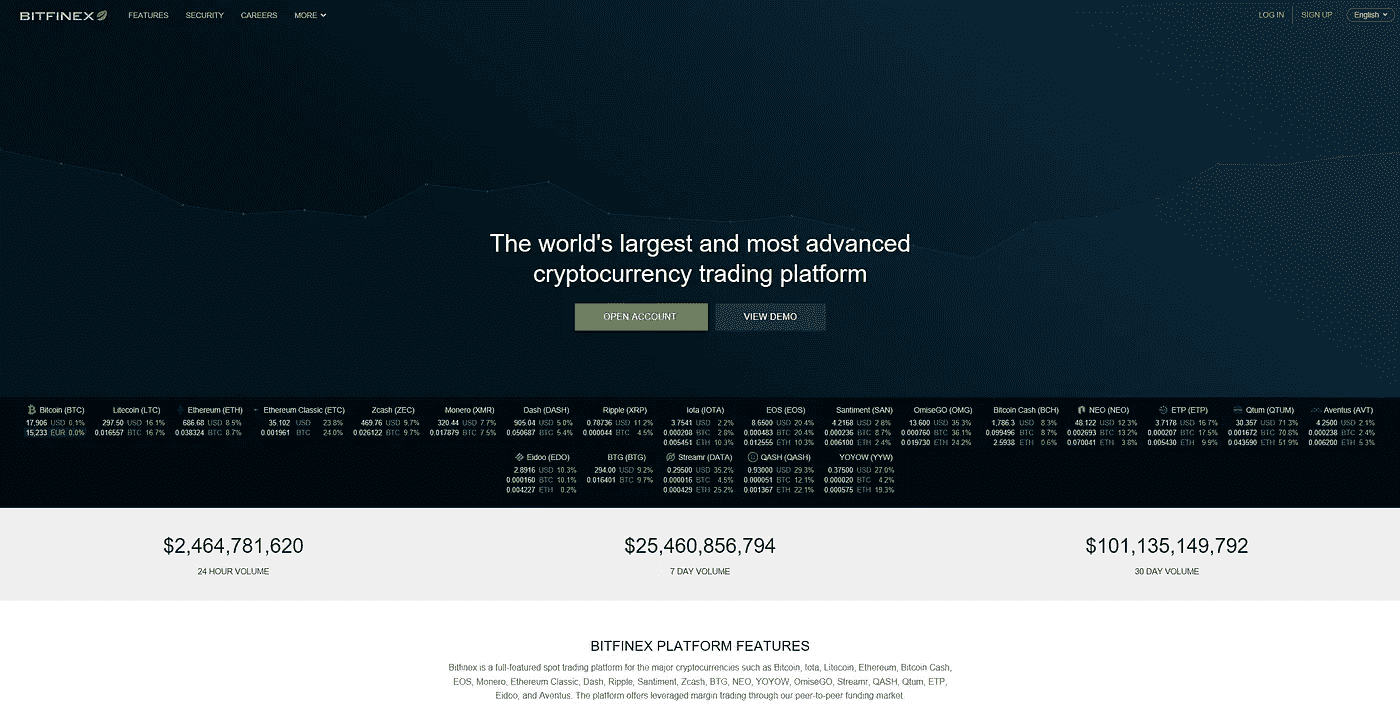 BITFINEX FEATURES SECURITY CAREERS MORE LOG IN SIGN UP English
The world's largest and most advanced
cryptocurrency trading platform
OPEN ACCOUNT VIEW DEMO
Bitcoin (BTC) Litecoin (LTC) Ethereum (ETH) Ethereum Classic (ETC) Zcash (ZEC) Monero (XMR) Dash (DASH) Ripple (XRP) Iota (IOTA) EOS (EOS) Santiment (SAN) OmiseGO (OMG) Bitcoin Cash (BCH) NEO (NEO) ETP (ETP) Qtum (QTUM) Aventus (AVT)
17,906 USD 0.1% 297.50 USD 16.1% 686.68 USD 8.5% 35.102 USD 23.8% 469.76 USD 9.7% 320.44 USD 7.7% 905.04 USD 5.0% 0.78736 USD 11.2% 3.7541 USD 2.2% 8.6500 USD 20.4% 4.2168 USD 2.8% 13.600 USD 35.3% 1,786.3 USD 8.3% 48.122 USD 12.3% 3.7178 USD 16.7% 30.357 USD 71.3% 4.2500 USD 2.1%
15,233 EUR 0.0% 0.016557 BTC 16.7% 0.038324 BTC 8.7% 0.001961 BTC 24.0% 0.026122 BTC 9.7% 0.017879 BTC 7.5% 0.050687 BTC 5.4% 0.000044 BTC 4.5% 0.000208 BTC 2.8% 0.000483 BTC 20.4% 0.000236 BTC 8.7% 0.000760 BTC 36.1% 0.099496 BTC 8.7% 0.002693 BTC 13.2% 0.000207 BTC 17.5% 0.001672 BTC 70.8% 0.000238 BTC 2.4%
0.005451 ETH 10.3% 0.012555 ETH 10.3% 0.006100 ETH 2.4% 0.019730 ETH 24.2% 2.5938 ETH 0.6% 0.070041 ETH 3.8% 0.005430 ETH 9.9% 0.043590 ETH 51.9% 0.006200 ETH 5.3%
Eidoo (EDO) BTG (BTG) Streamr (DATA) QASH (QASH) YOYOW (YYW)
2.8916 USD 10.3% 294.00 USD 9.2% 0.29500 USD 35.2% 0.93000 USD 29.3% 0.37500 USD 27.0%
0.000160 BTC 10.1% 0.016401 BTC 9.7% 0.000016 BTC 4.5% 0.000051 BTC 12.1% 0.000020 BTC 4.2%
0.004227 ETH 0.2% 0.000429 ETH 25.2% 0.001367 ETH 22.1% 0.000575 ETH 19.3%
$2,464,781,620 $25,460,856,794 $101,135,149,792
24 HOUR VOLUME 7 DAY VOLUME 30 DAY VOLUME
BITFINEX PLATFORM FEATURES
Bitfinex is a full-featured spot trading platform for the major cryptocurrencies such as Bitcoin, Iota, Litecoin, Ethereum, Bitcoin Cash,
EOS, Monero, Ethereum Classic, Dash, Ripple, Santiment, Zcash, BTG, NEO, YOYOW, OmiseGO, Streamr, QASH, Qtum, ETP,
Eidoo, and Aventus. The platform offers leveraged margin trading through our peer-to-peer funding market.